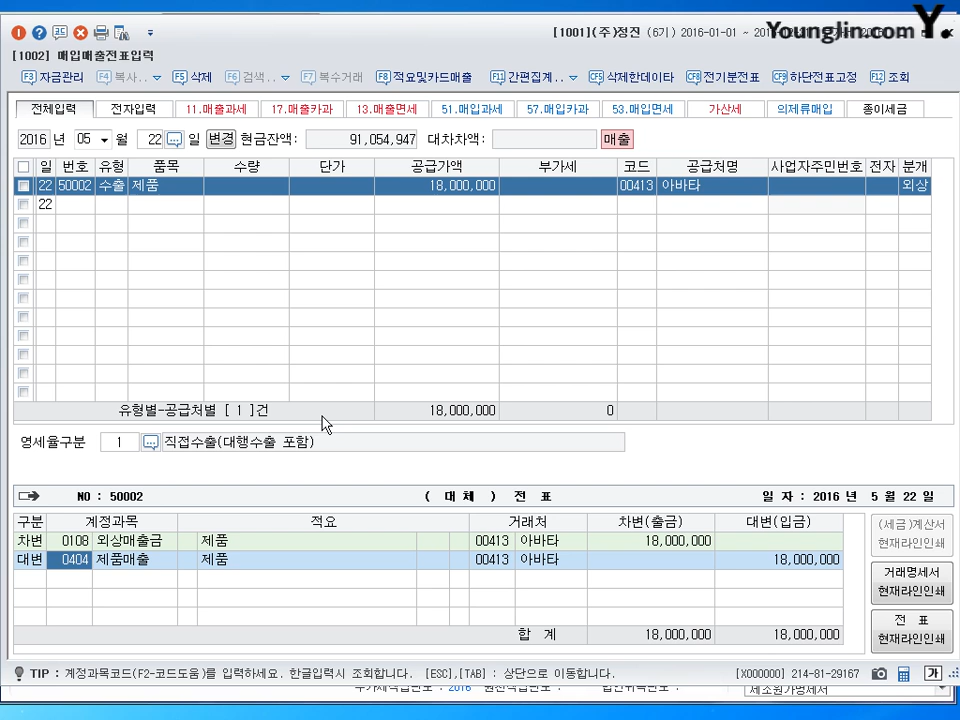 [1001](주)정진 (6기) 2016-01-01 ~
Younglin.com Y.
[1002] 매입매출전표입력
F3 자금관리 F4 복사.. F5 삭제 F6 검색.. F7 복수거래 F8 적요및카드매출 F11 간편집계.. CF5 삭제한데이타 CF8 전기분전표 CF9 하단전표고정 F12 조회
전체입력 전자입력 11.매출과세 17.매출카과 13.매출면세 51.매입과세 57.매입카과 53.매입면세 가산세 의제류매입 종이세금
2016 년 05 월 22 일 변경 현금잔액: 91,054,947 대차차액: 매출
일 번호 유형 품목 수량 단가 공급가액 부가세 코드 공급처명 사업자주민번호 전자 분개
22 50002 수출 제품 18,000,000 00413 아바타 외상
22
유형별-공급처별 [ 1 ]건 18,000,000 0
영세율구분 1 직접수출(대행수출 포함)
NO : 50002 ( 대 체 ) 전 표 일 자 : 2016 년 5 월 22 일
구분 계정과목 적요 거래처 차변(출금) 대변(입금)
차변 0108 외상매출금 제품 00413 아바타 18,000,000
대변 0404 제품매출 제품 00413 아바타 18,000,000
합 계 18,000,000 18,000,000
(세금)계산서
현재라인인쇄
거래명세서
현재라인인쇄
전 표
현재라인인쇄
TIP : 계정과목코드(F2-코드도움)를 입력하세요. 한글입력시 조회합니다. [ESC],[TAB] : 상단으로 이동합니다. [X000000] 214-81-29167 가
2016